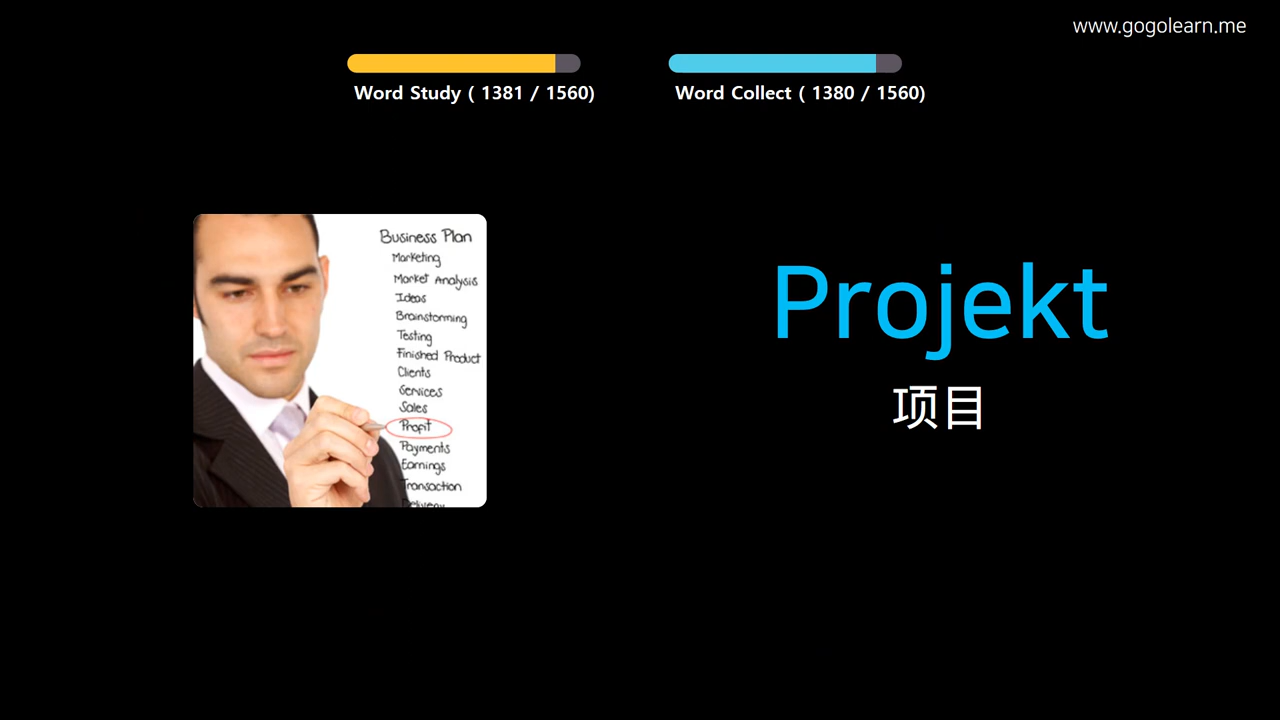 www.gogolearn.me
Word Study ( 1381 / 1560)
Word Collect ( 1380 / 1560)
Business Plan
Marketing
Market Analysis
Ideas
Brainstorming
Testing
Finished Product
Clients
Services
Sales
Profit
Payments
Earnings
Transaction
Delivery
Projekt
项目